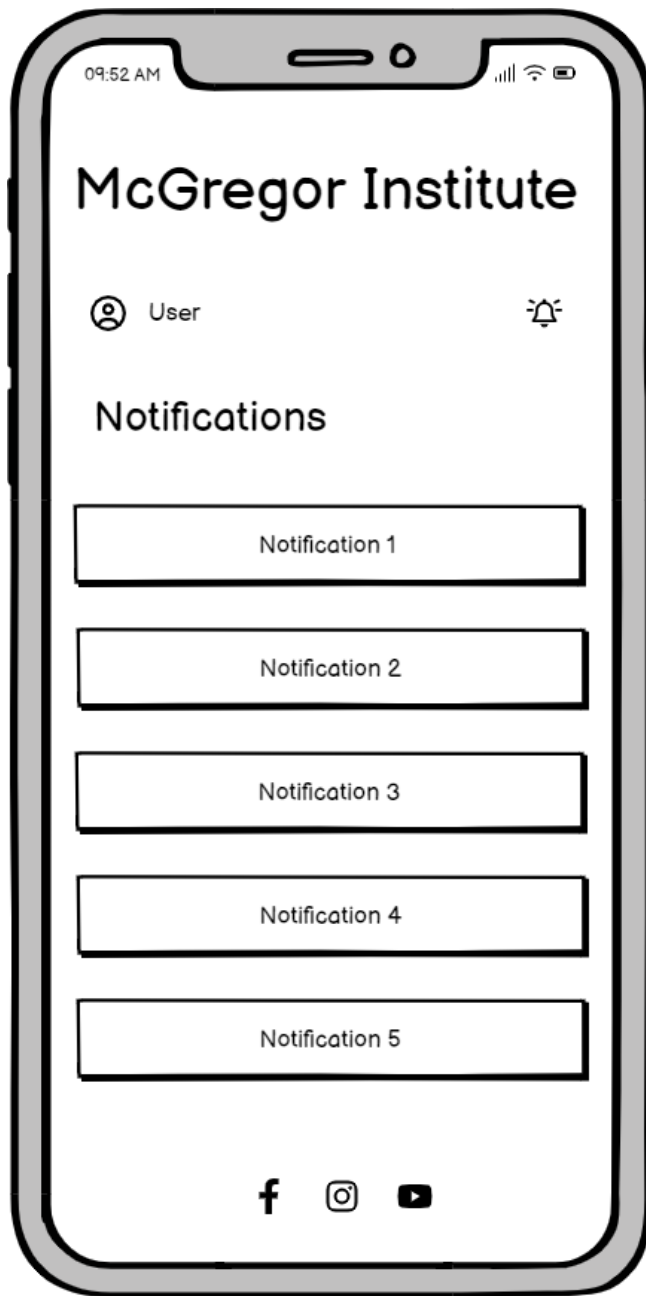 09:52 AM
McGregor Institute
User
Notifications
Notification 1
Notification 2
Notification 3
Notification 4
Notification 5